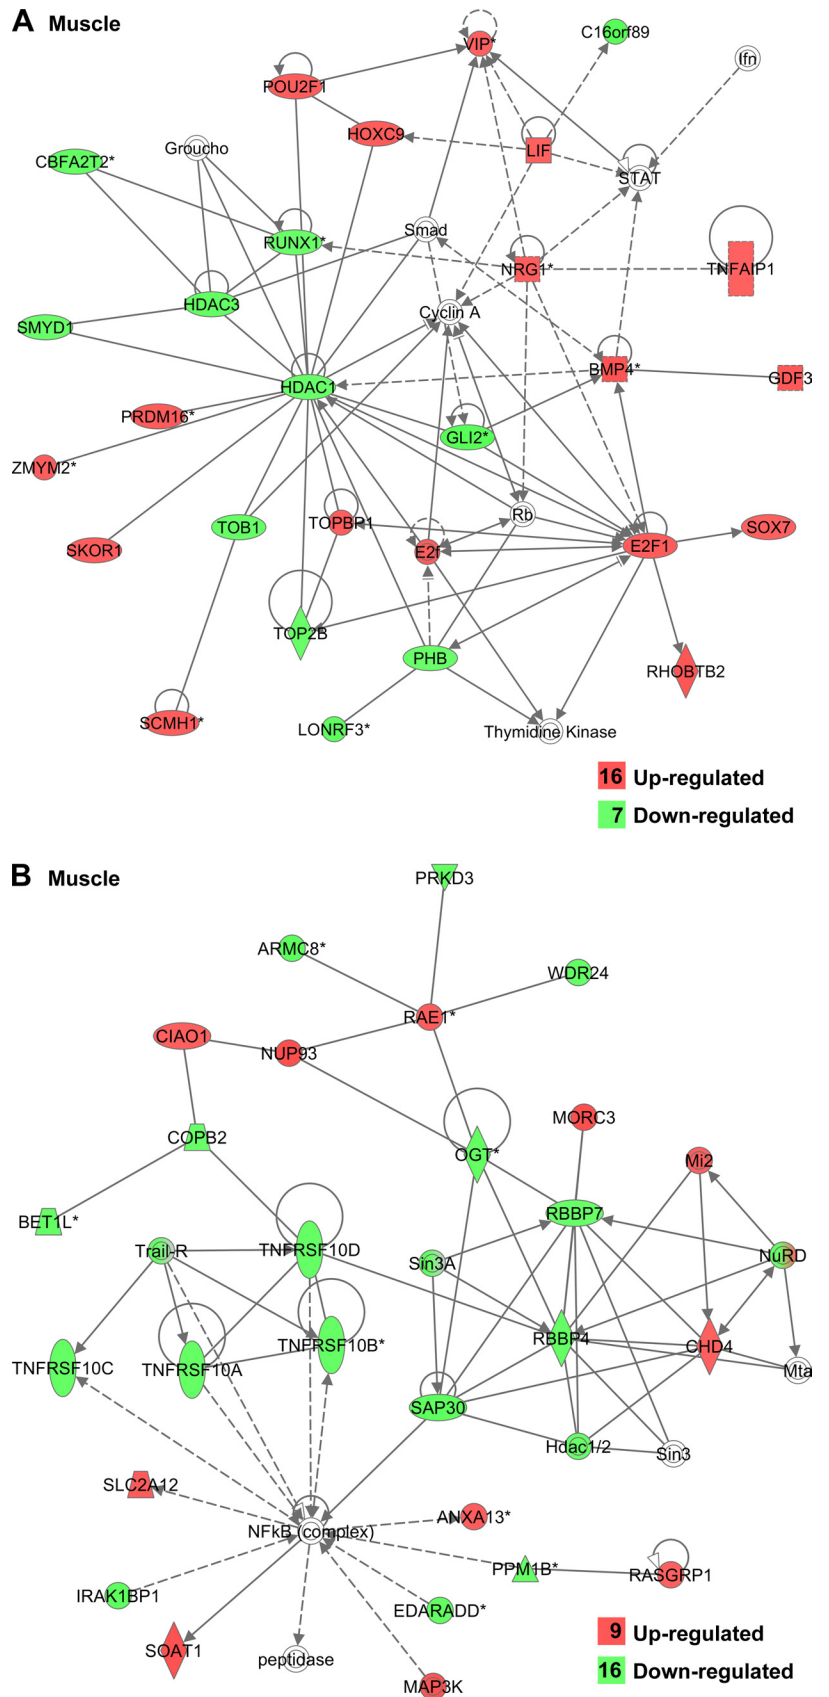 A Muscle
VIP*
C16orf89
Ifn
POU2F1
HOXC9
LIF
Groucho
CBFA2T2*
STAT
Smad
RUNX1*
NRG1*
TNFAIP1
HDAC3
Cyclin A
SMYD1
BMP4*
GDF3
HDAC1
PRDM16*
GLI2*
ZMYM2*
TOB1
TOPBP1
Rb
SOX7
SKOR1
E2f
E2F1
TOP2B
PHB
RHOBTB2
SCMH1*
LONRF3*
Thymidine Kinase
16 Up-regulated
7 Down-regulated
B Muscle
PRKD3
ARMC8*
WDR24
RAE1*
CIAO1
NUP93
MORC3
COPB2
OGT*
Mi2
BET1L*
RBBP7
Trail-R
TNFRSF10D
Sin3A
NuRD
TNFRSF10C
TNFRSF10A
TNFRSF10B*
RBBP4
CHD4
Mta
SAP30
Hdac1/2
Sin3
SLC2A12
NFkB (complex)
ANXA13*
PPM1B*
RASGRP1
IRAK1BP1
EDARADD*
SOAT1
peptidase
MAP3K
9 Up-regulated
16 Down-regulated